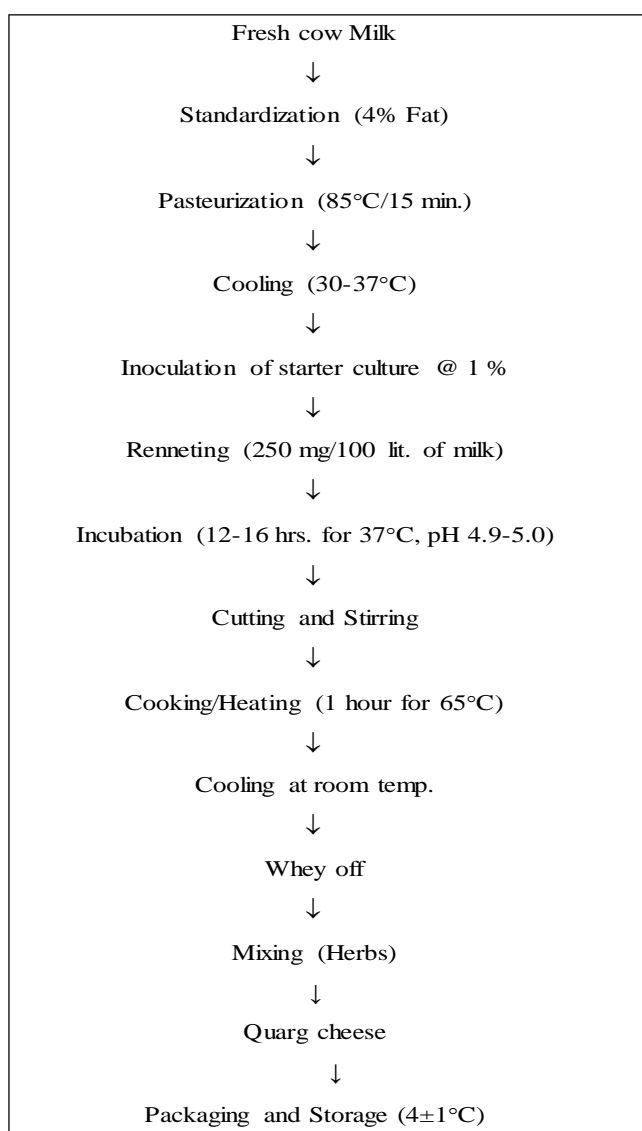 Fresh cow Milk
↓
Standardization (4% Fat)
↓
Pasteurization (85°C/15 min.)
↓
Cooling (30-37°C)
↓
Inoculation of starter culture @ 1 %
↓
Renneting (250 mg/100 lit. of milk)
↓
Incubation (12-16 hrs. for 37°C, pH 4.9-5.0)
↓
Cutting and Stirring
↓
Cooking/Heating (1 hour for 65°C)
↓
Cooling at room temp.
↓
Whey off
↓
Mixing (Herbs)
↓
Quarg cheese
↓
Packaging and Storage (4±1°C)